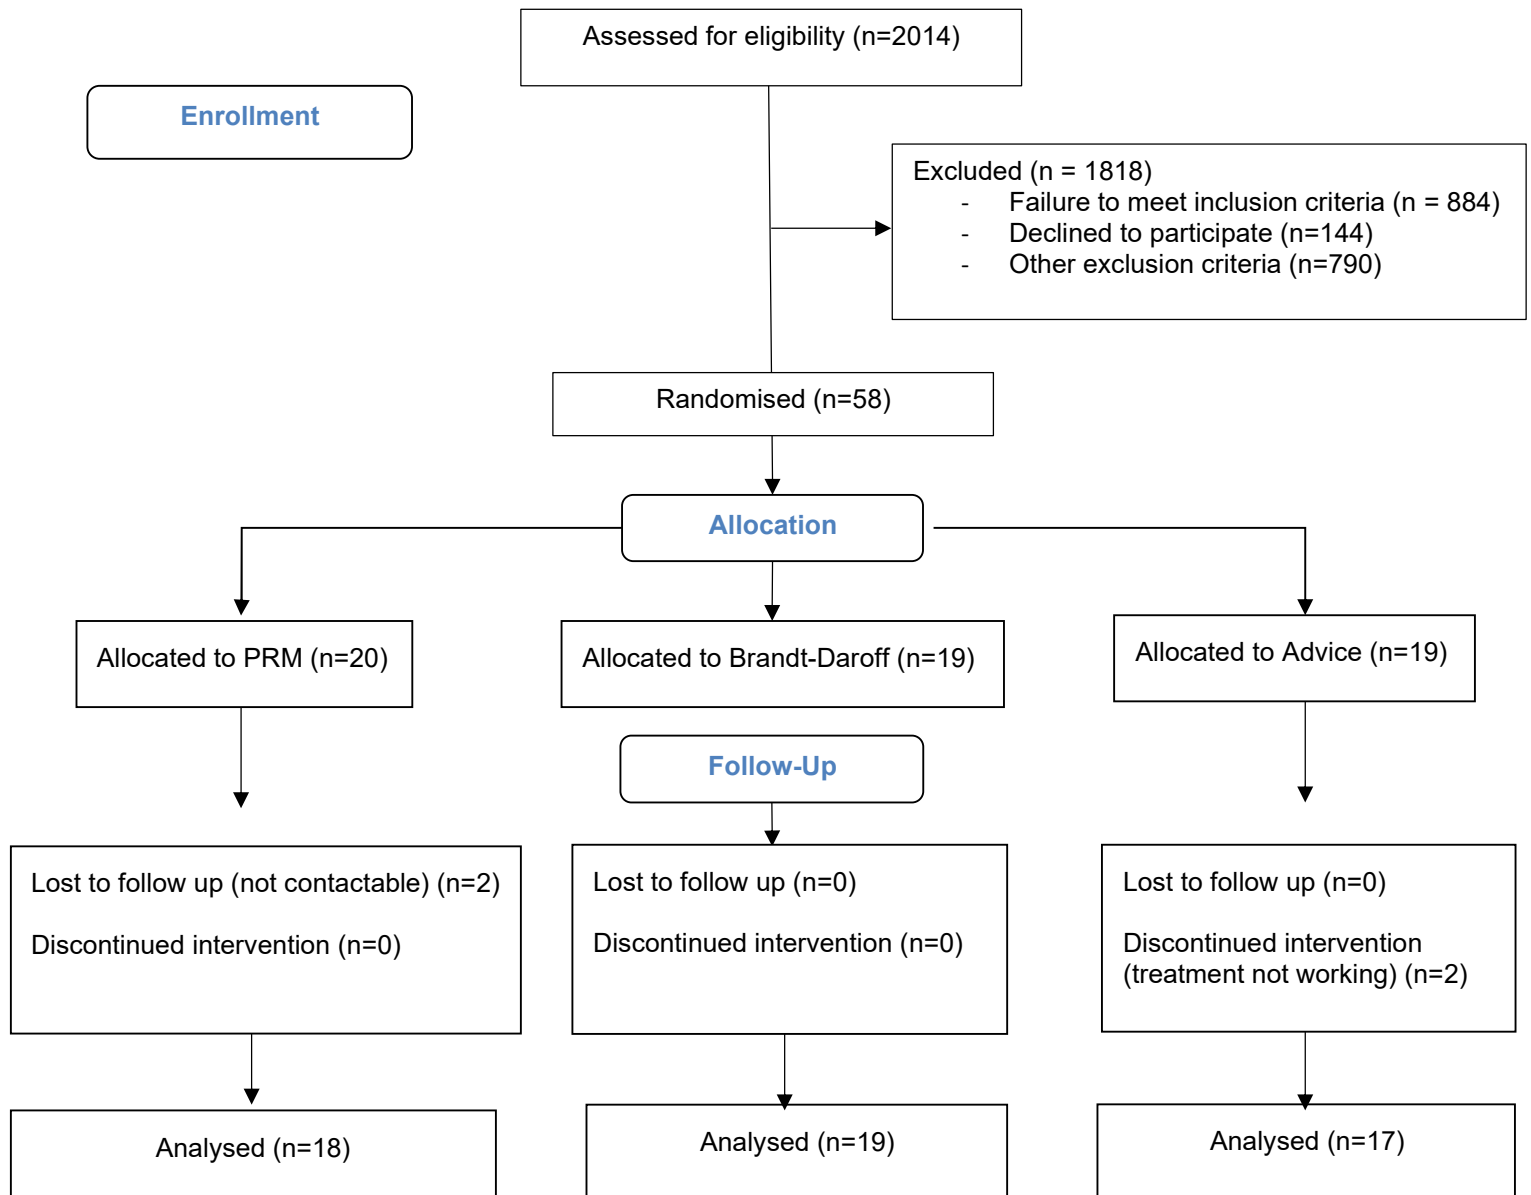 Assessed for eligibility (n=2014)
Enrollment
Excluded (n = 1818)
- Failure to meet inclusion criteria (n = 884)
- Declined to participate (n=144)
- Other exclusion criteria (n=790)
Randomised (n=58)
Allocation
Allocated to PRM (n=20)
Allocated to Brandt-Daroff (n=19)
Allocated to Advice (n=19)
Follow-Up
Lost to follow up (not contactable) (n=2)
Discontinued intervention (n=0)
Lost to follow up (n=0)
Discontinued intervention (n=0)
Lost to follow up (n=0)
Discontinued intervention
(treatment not working) (n=2)
Analysed (n=18)
Analysed (n=19)
Analysed (n=17)